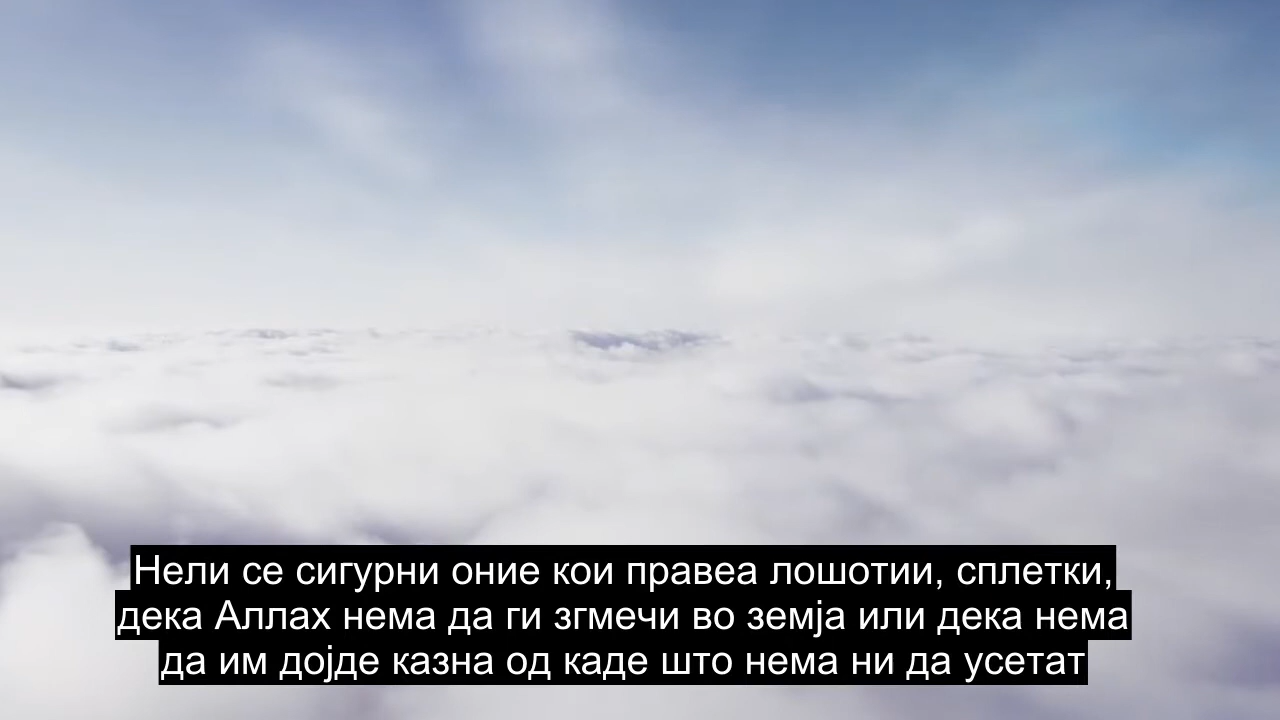 Нели се сигурни оние кои правеа лошотии, сплетки,
дека Аллах нема да ги згмечи во земја или дека нема
да им дојде казна од каде што нема ни да усетат